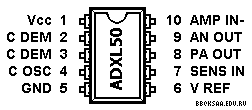 Vcc 1
C DEM 2
C DEM 3
C OSC 4
GND 5
ADXL50
10 AMP IN-
9 AN OUT
8 PA OUT
7 SENS IN
6 V REF
BBCKSAA.EDU.RU